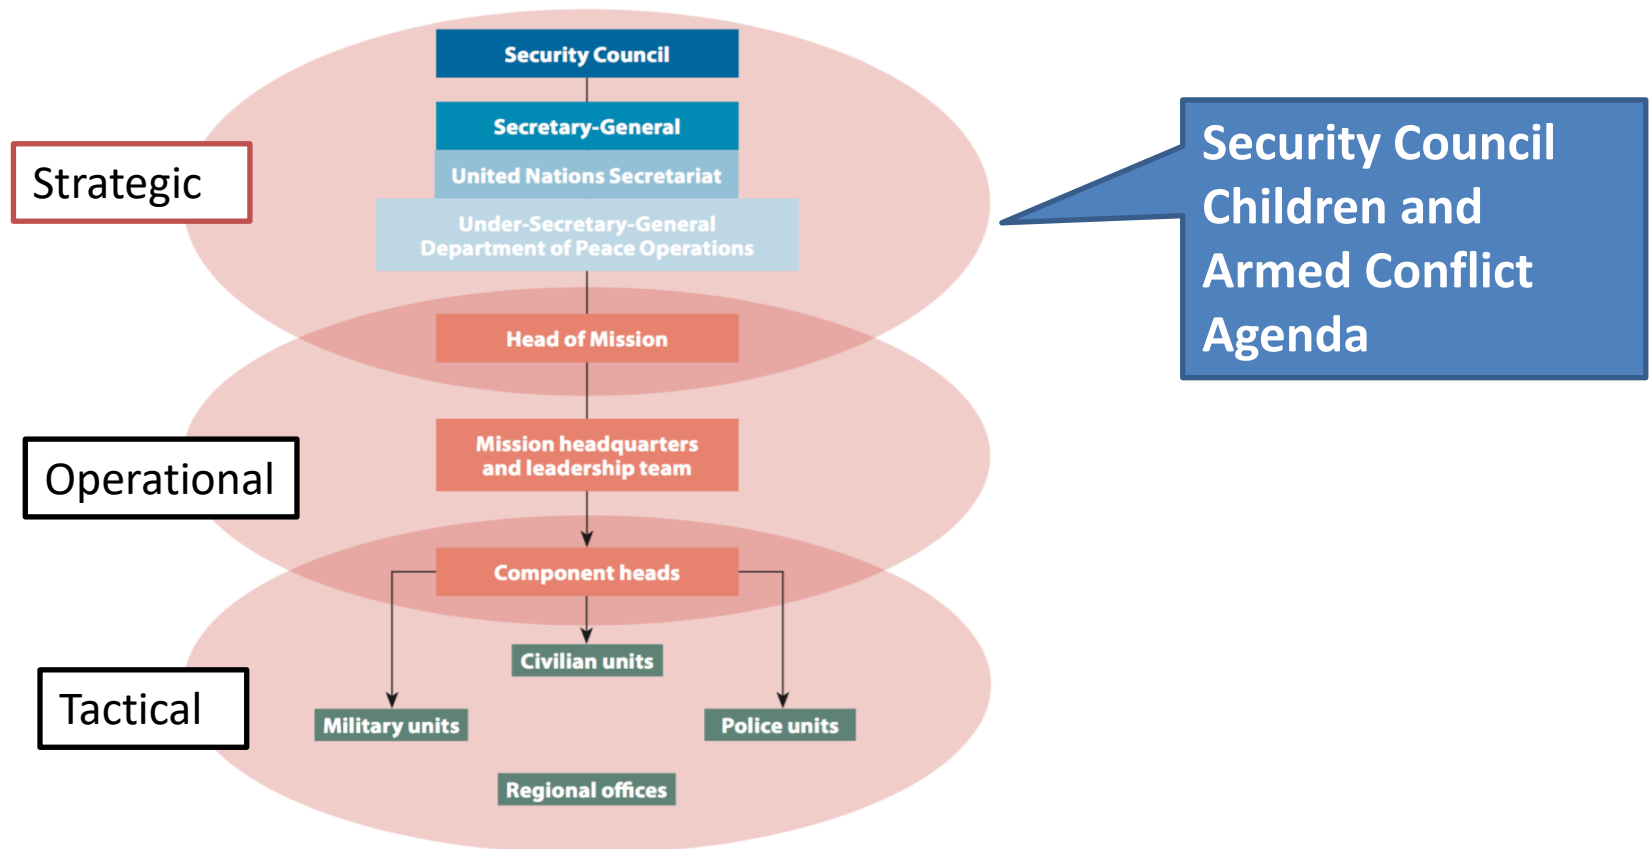 Security Council
Secretary-General
United Nations Secretariat
Under-Secretary-General
Department of Peace Operations
Strategic
Security Council
Children and
Armed Conflict
Agenda
Head of Mission
Mission headquarters
and leadership team
Operational
Component heads
Civilian units
Tactical
Military units
Police units
Regional offices